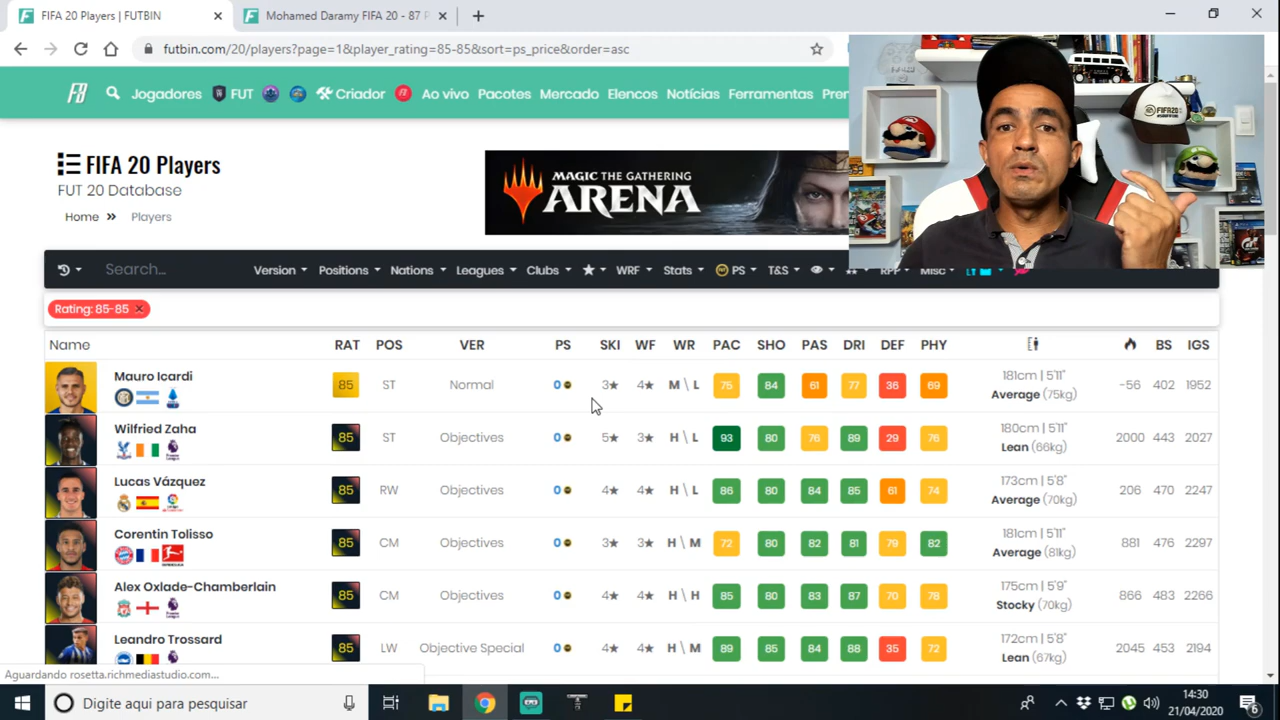 FIFA 20 Players | FUTBIN
Mohamed Daramy FIFA 20 - 87 P
futbin.com/20/players?page=1&player_rating=85-85&sort=ps_price&order=asc
Jogadores FUT Criador Ao vivo Pacotes Mercado Elencos Notícias Ferramentas Pren
FIFA 20 Players
FUT 20 Database
Home Players
MAGIC THE GATHERING
ARENA
Search... Version Positions Nations Leagues Clubs WRF Stats PS T&S RPP Misc
Rating: 85-85
Name RAT POS VER PS SKI WF WR PAC SHO PAS DRI DEF PHY BS IGS
Mauro Icardi 85 ST Normal 0 3★ 4★ M \ L 75 84 61 77 36 69 181cm | 5'11" Average (75kg) -56 402 1952
Wilfried Zaha 85 ST Objectives 0 5★ 3★ H \ L 93 80 76 89 29 76 180cm | 5'11" Lean (66kg) 2000 443 2027
Lucas Vázquez 85 RW Objectives 0 4★ 4★ H \ L 86 80 84 85 61 74 173cm | 5'8" Average (70kg) 206 470 2247
Corentin Tolisso 85 CM Objectives 0 3★ 3★ H \ M 72 80 82 81 79 82 181cm | 5'11" Average (81kg) 881 476 2297
Alex Oxlade-Chamberlain 85 CM Objectives 0 4★ 4★ H \ H 85 80 83 87 70 78 175cm | 5'9" Stocky (70kg) 866 483 2266
Leandro Trossard 85 LW Objective Special 0 4★ 4★ H \ M 89 85 84 88 35 72 172cm | 5'8" Lean (67kg) 2045 453 2194
Aguardando rosetta.richmediastudio.com...
Digite aqui para pesquisar
14:30
21/04/2020
6